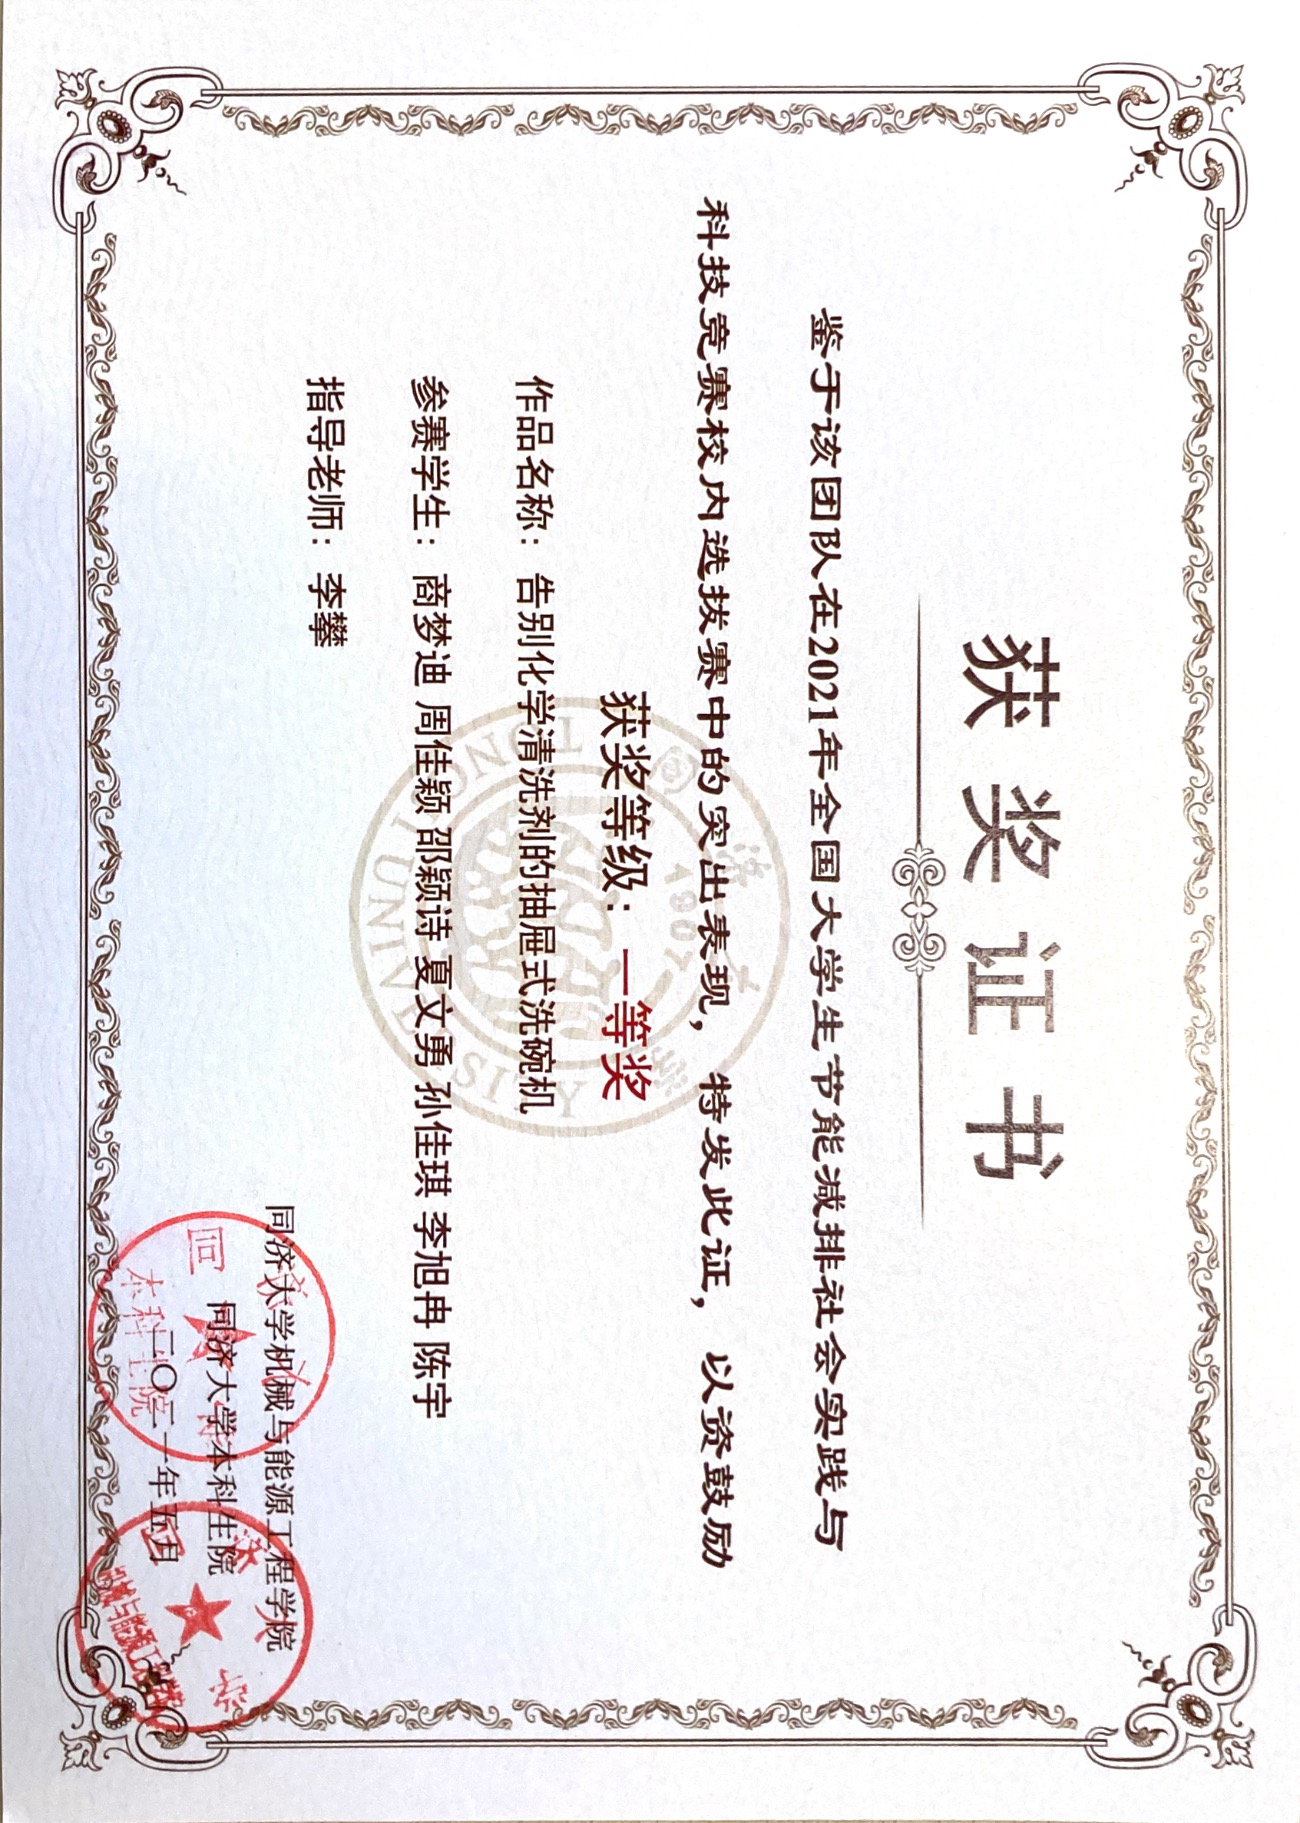 获奖证书
鉴于该团队在2021年全国大学生节能减排社会实践与
科技竞赛校内选拔赛中的突出表现，特发此证，以资鼓励
获奖等级：一等奖
作品名称：告别化学清洗剂的抽屉式洗碗机
参赛学生：商梦迪 周佳颖 邵颖诗 夏文勇 孙佳琪 李旭冉 陈宇
指导老师：李攀
同济大学机械与能源工程学院
同济大学本科生院
二〇二一年五月
同济大学
1907
TONGJI UNIVERSITY
同济大学
本科生院
同济大学
机械与能源工程学院